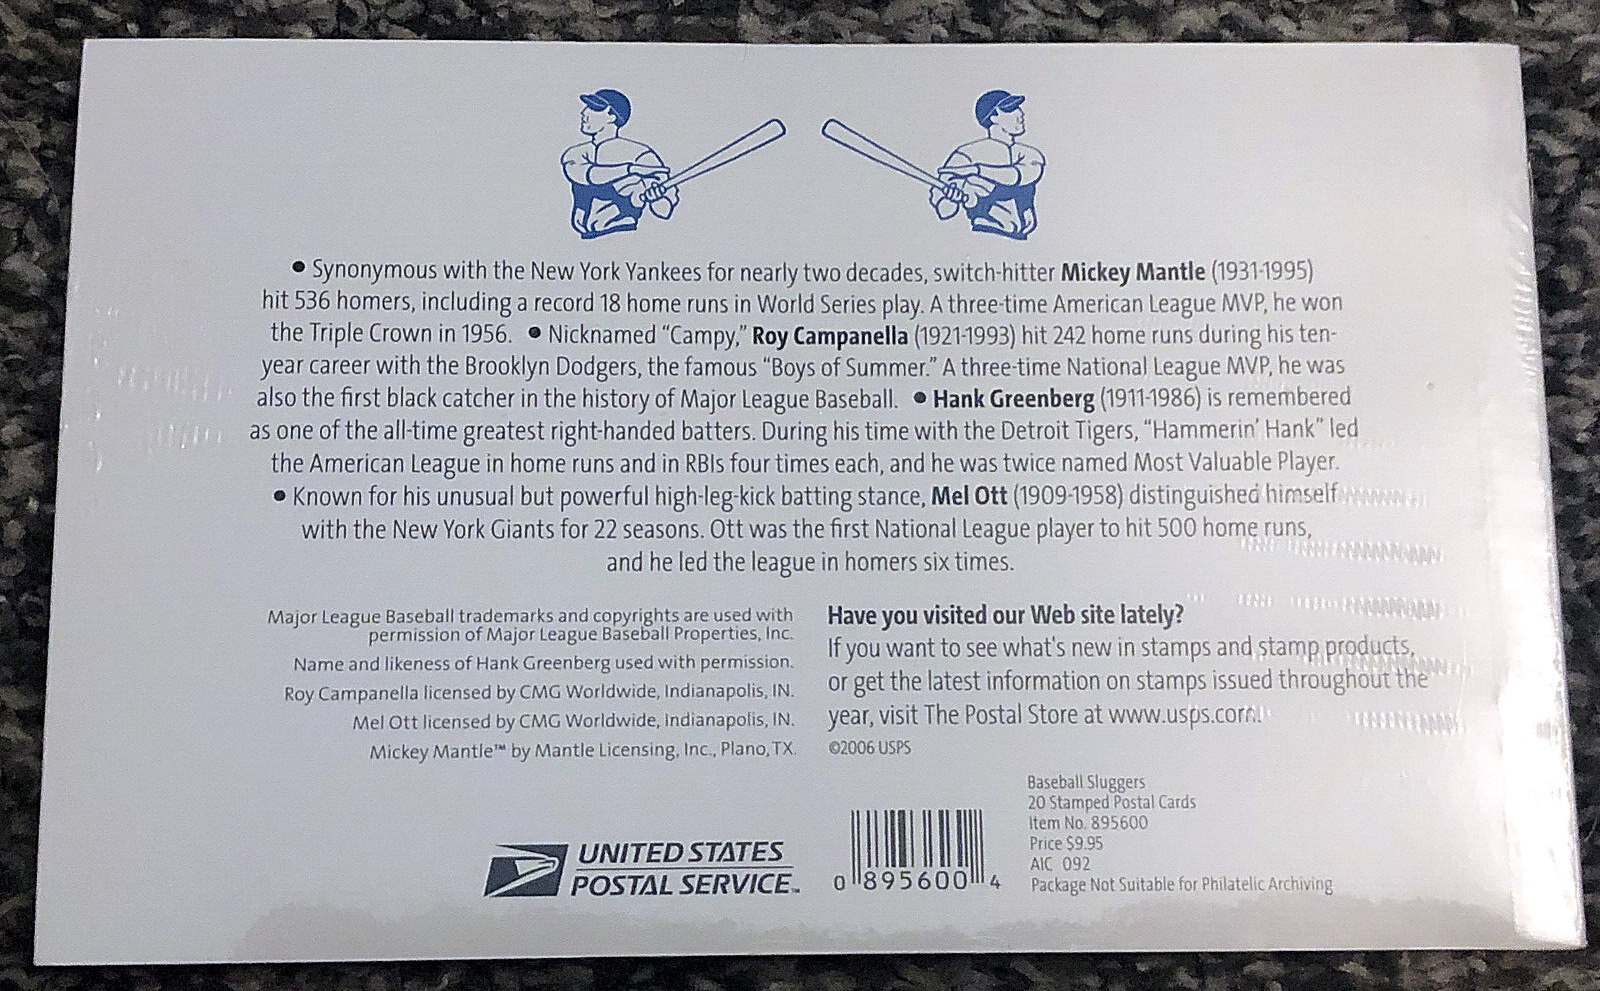 • Synonymous with the New York Yankees for nearly two decades, switch-hitter Mickey Mantle (1931-1995)
hit 536 homers, including a record 18 home runs in World Series play. A three-time American League MVP, he won
the Triple Crown in 1956. • Nicknamed “Campy,” Roy Campanella (1921-1993) hit 242 home runs during his ten-
year career with the Brooklyn Dodgers, the famous “Boys of Summer.” A three-time National League MVP, he was
also the first black catcher in the history of Major League Baseball. • Hank Greenberg (1911-1986) is remembered
as one of the all-time greatest right-handed batters. During his time with the Detroit Tigers, “Hammerin’ Hank” led
the American League in home runs and in RBIs four times each, and he was twice named Most Valuable Player.
• Known for his unusual but powerful high-leg-kick batting stance, Mel Ott (1909-1958) distinguished himself
with the New York Giants for 22 seasons. Ott was the first National League player to hit 500 home runs,
and he led the league in homers six times.
Major League Baseball trademarks and copyrights are used with
permission of Major League Baseball Properties, Inc.
Name and likeness of Hank Greenberg used with permission.
Roy Campanella licensed by CMG Worldwide, Indianapolis, IN.
Mel Ott licensed by CMG Worldwide, Indianapolis, IN.
Mickey Mantle™ by Mantle Licensing, Inc., Plano, TX.
Have you visited our Web site lately?
If you want to see what's new in stamps and stamp products,
or get the latest information on stamps issued throughout the
year, visit The Postal Store at www.usps.com.
©2006 USPS
UNITED STATES
POSTAL SERVICE™
0 895600 4
Baseball Sluggers
20 Stamped Postal Cards
Item No. 895600
Price $9.95
AIC 092
Package Not Suitable for Philatelic Archiving